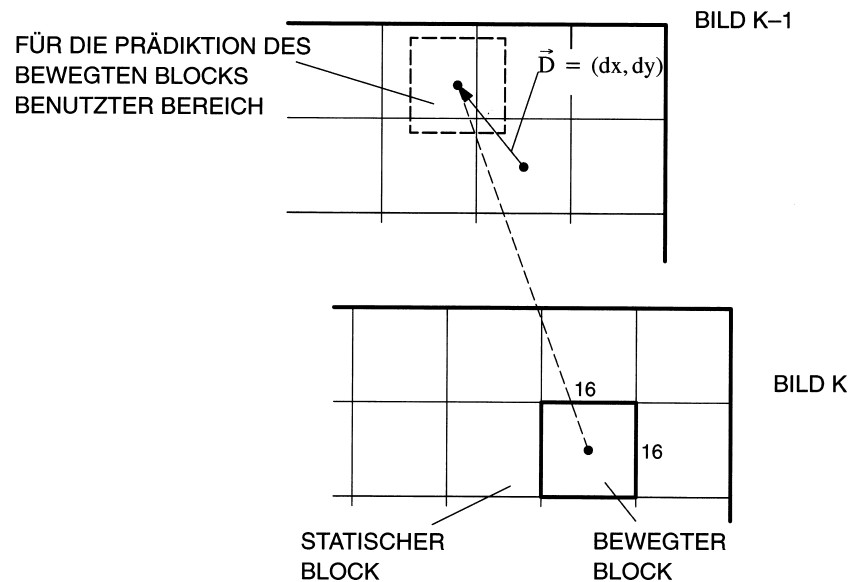 BILD K–1
FÜR DIE PRÄDIKTION DES
BEWEGTEN BLOCKS
BENUTZTER BEREICH
D⃗ = (dx, dy)
BILD K
16
16
STATISCHER
BLOCK
BEWEGTER
BLOCK